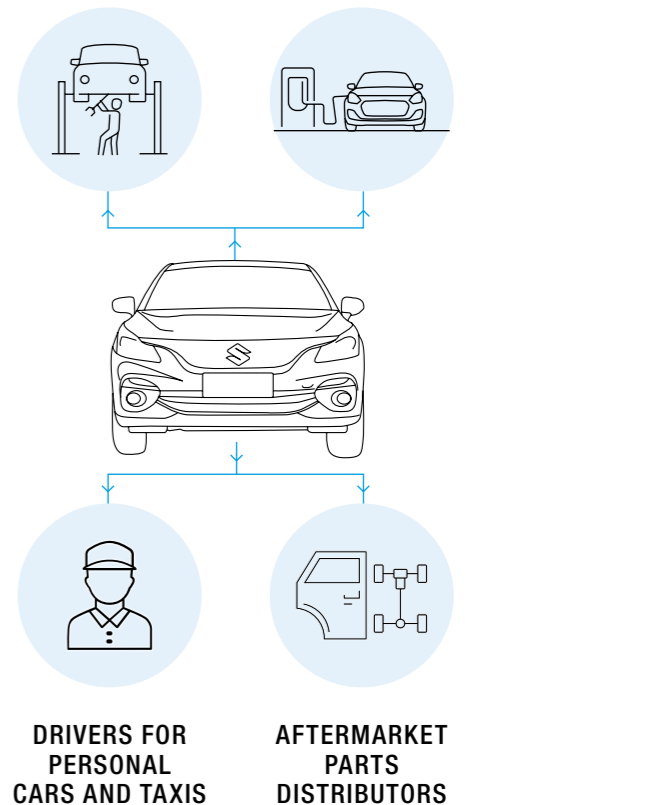 DRIVERS FOR
PERSONAL
CARS AND TAXIS
AFTERMARKET
PARTS
DISTRIBUTORS